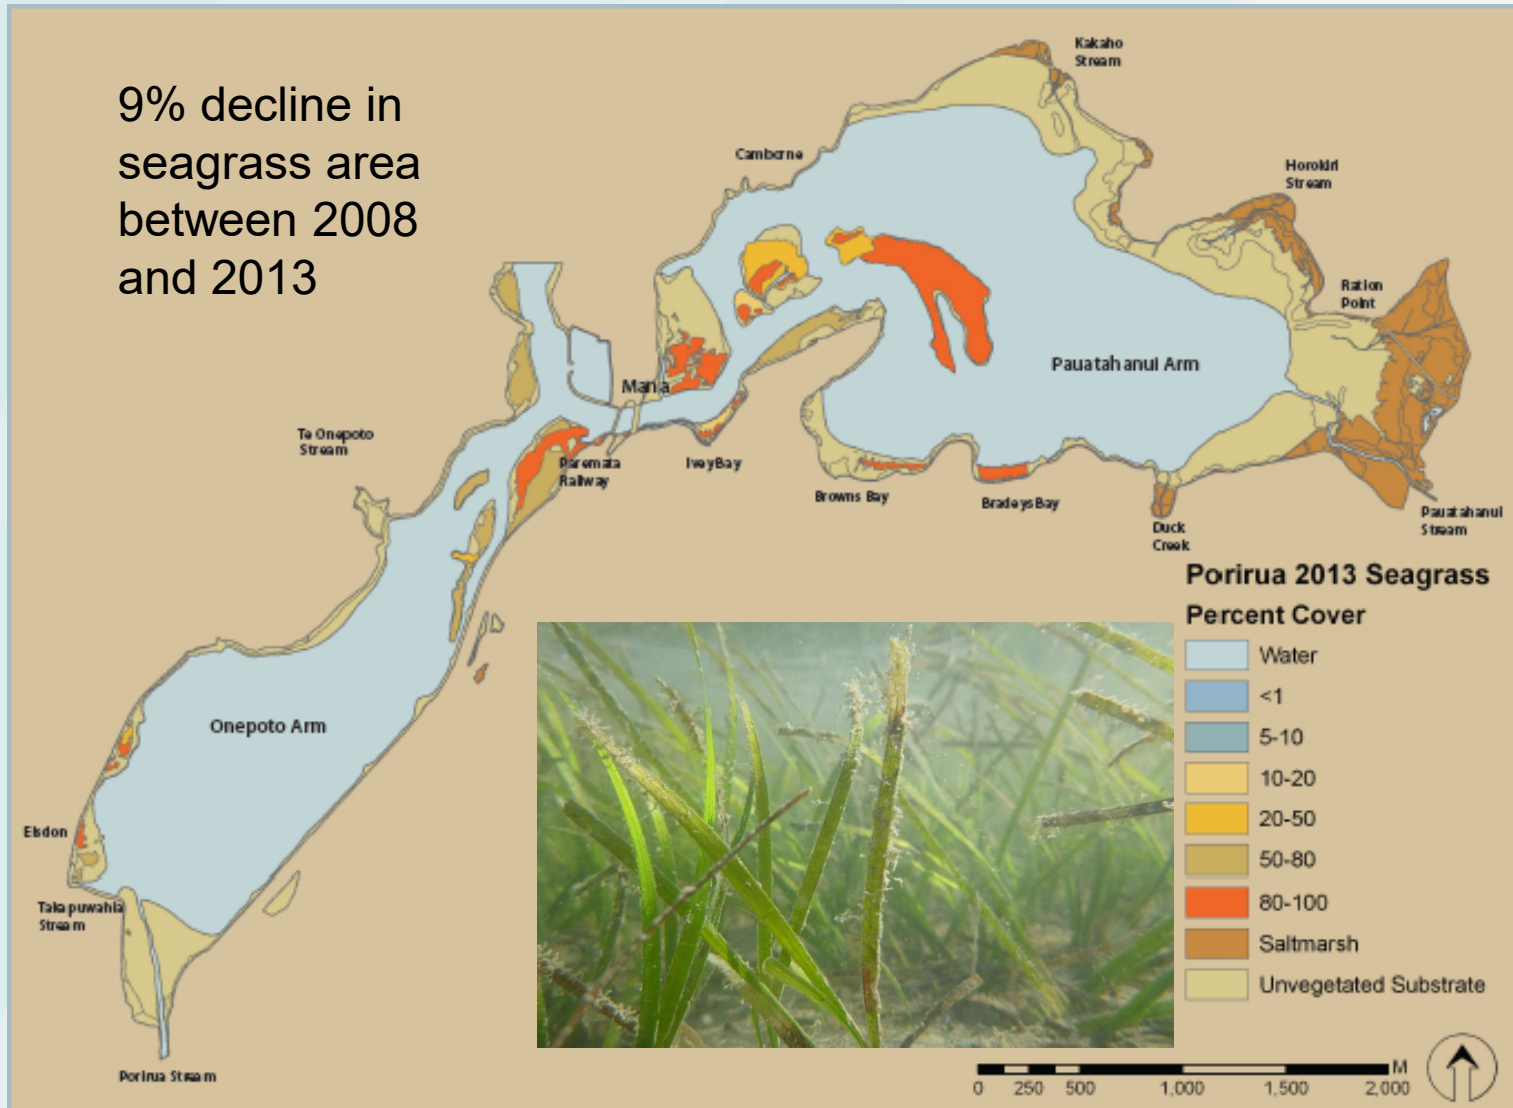 9% decline in
seagrass area
between 2008
and 2013
Kakaho
Stream
Camborne
Horokiri
Stream
Ration
Point
Pauatahanui Arm
Mana
Te Onepoto
Stream
Paremata
Railway
Ivey Bay
Browns Bay
Bradeys Bay
Duck
Creek
Pauatahanui
Stream
Onepoto Arm
Elsdon
Takapuwahia
Stream
Porirua Stream
Porirua 2013 Seagrass
Percent Cover
Water
<1
5-10
10-20
20-50
50-80
80-100
Saltmarsh
Unvegetated Substrate
M
0 250 500 1,000 1,500 2,000